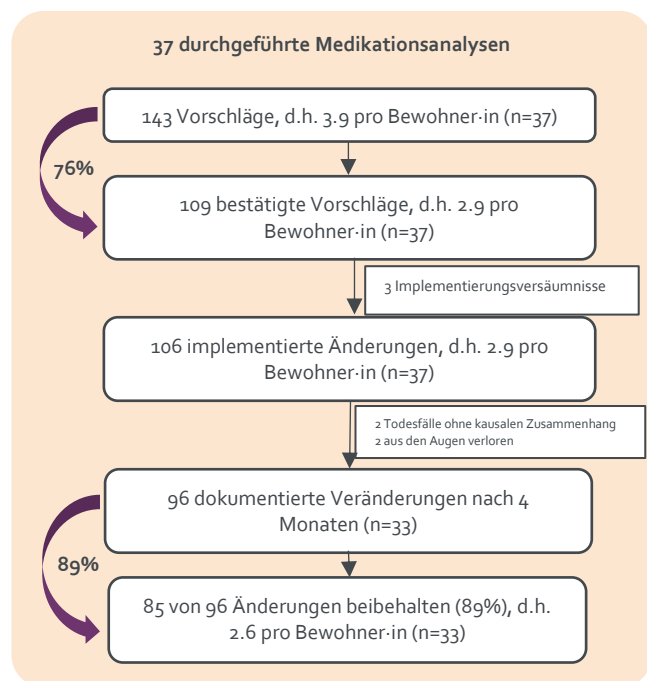 37 durchgeführte Medikationsanalysen
143 Vorschläge, d.h. 3.9 pro Bewohner·in (n=37)
76%
109 bestätigte Vorschläge, d.h. 2.9 pro
Bewohner·in (n=37)
3 Implementierungsversäumnisse
106 implementierte Änderungen, d.h. 2.9 pro
Bewohner·in (n=37)
2 Todesfälle ohne kausalen Zusammenhang
2 aus den Augen verloren
96 dokumentierte Veränderungen nach 4
Monaten (n=33)
89%
85 von 96 Änderungen beibehalten (89%), d.h.
2.6 pro Bewohner·in (n=33)